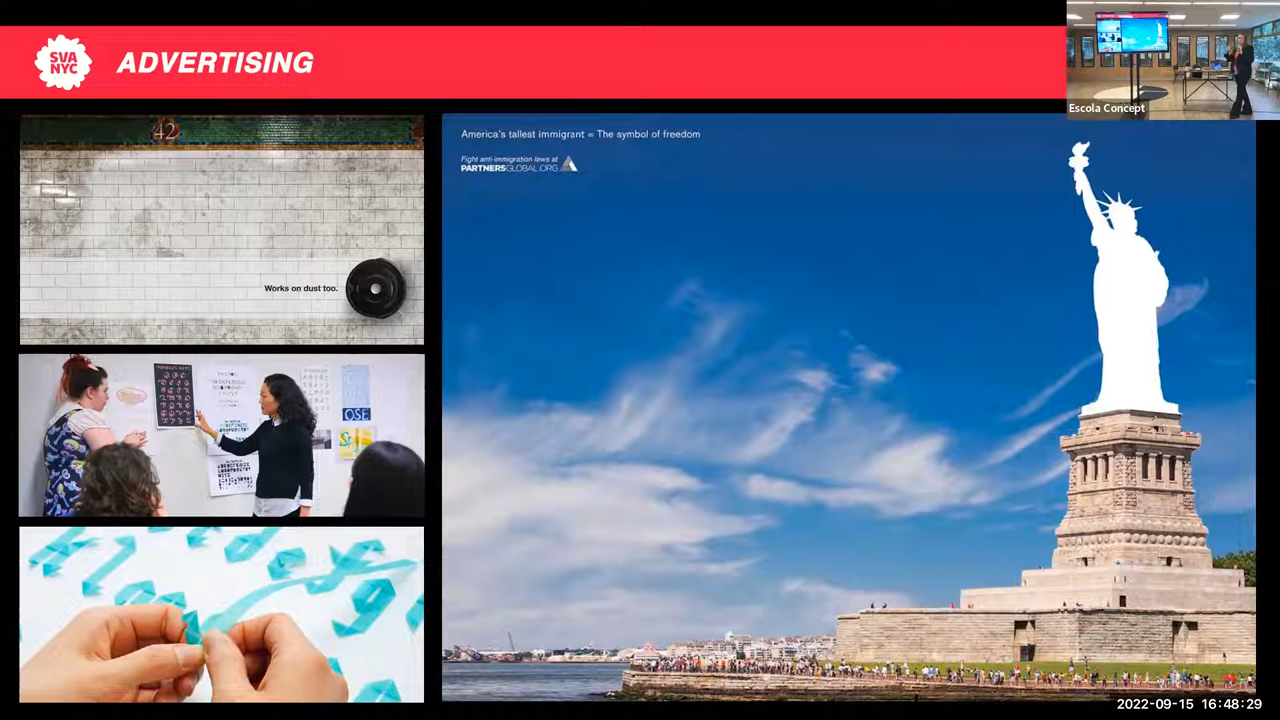 SVA
NYC
ADVERTISING
Escola Concept
42
Works on dust too.
America's tallest immigrant = The symbol of freedom
Fight anti-immigration laws at
PARTNERSGLOBAL.ORG
OSE
2022-09-15 16:48:29